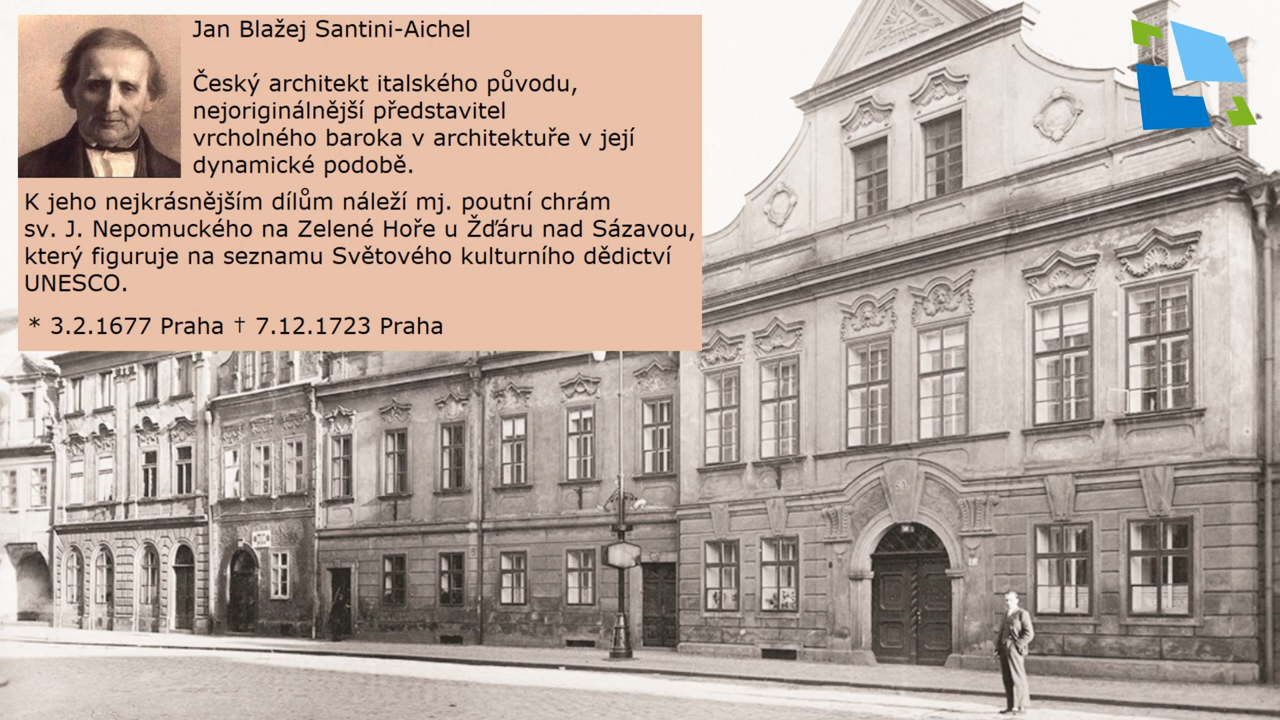 Jan Blažej Santini-Aichel
Český architekt italského původu,
nejoriginálnější představitel
vrcholného baroka v architektuře v její
dynamické podobě.
K jeho nejkrásnějším dílům náleží mj. poutní chrám
sv. J. Nepomuckého na Zelené Hoře u Žďáru nad Sázavou,
který figuruje na seznamu Světového kulturního dědictví
UNESCO.
* 3.2.1677 Praha † 7.12.1723 Praha